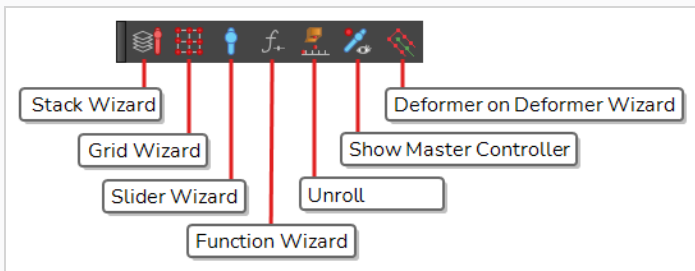 Stack Wizard
Deformer on Deformer Wizard
Grid Wizard
Show Master Controller
Slider Wizard
Unroll
Function Wizard